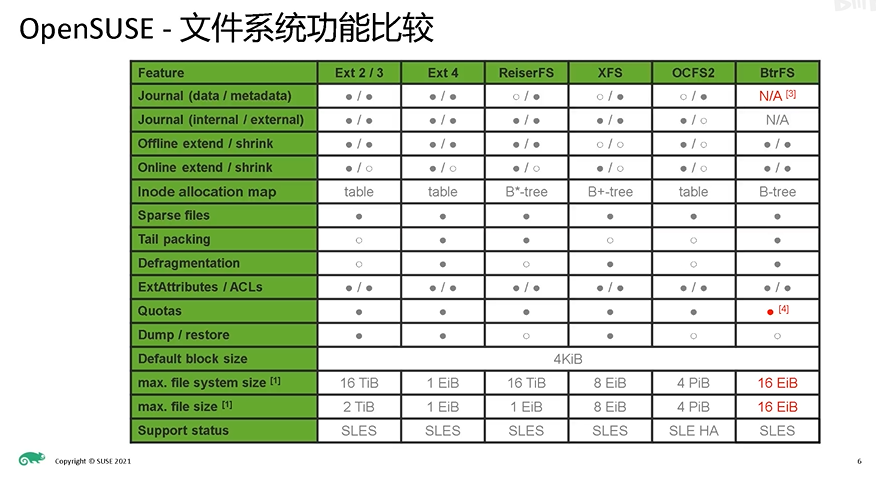 OpenSUSE - 文件系统功能比较
Feature Ext 2 / 3 Ext 4 ReiserFS XFS OCFS2 BtrFS
Journal (data / metadata) ● / ● ● / ● ○ / ● ○ / ● ○ / ● N/A [3]
Journal (internal / external) ● / ● ● / ● ● / ● ● / ● ● / ○ N/A
Offline extend / shrink ● / ● ● / ● ● / ● ○ / ○ ● / ○ ● / ●
Online extend / shrink ● / ○ ● / ○ ● / ○ ● / ○ ● / ○ ● / ●
Inode allocation map table table B*-tree B+-tree table B-tree
Sparse files ● ● ● ● ● ●
Tail packing ○ ● ● ○ ○ ●
Defragmentation ○ ● ○ ● ○ ●
ExtAttributes / ACLs ● / ● ● / ● ● / ● ● / ● ● / ● ● / ●
Quotas ● ● ● ● ● ● [4]
Dump / restore ● ● ○ ● ○ ○
Default block size 4KiB
max. file system size [1] 16 TiB 1 EiB 16 TiB 8 EiB 4 PiB 16 EiB
max. file size [1] 2 TiB 1 EiB 1 EiB 8 EiB 4 PiB 16 EiB
Support status SLES SLES SLES SLES SLE HA SLES
Copyright © SUSE 2021
6